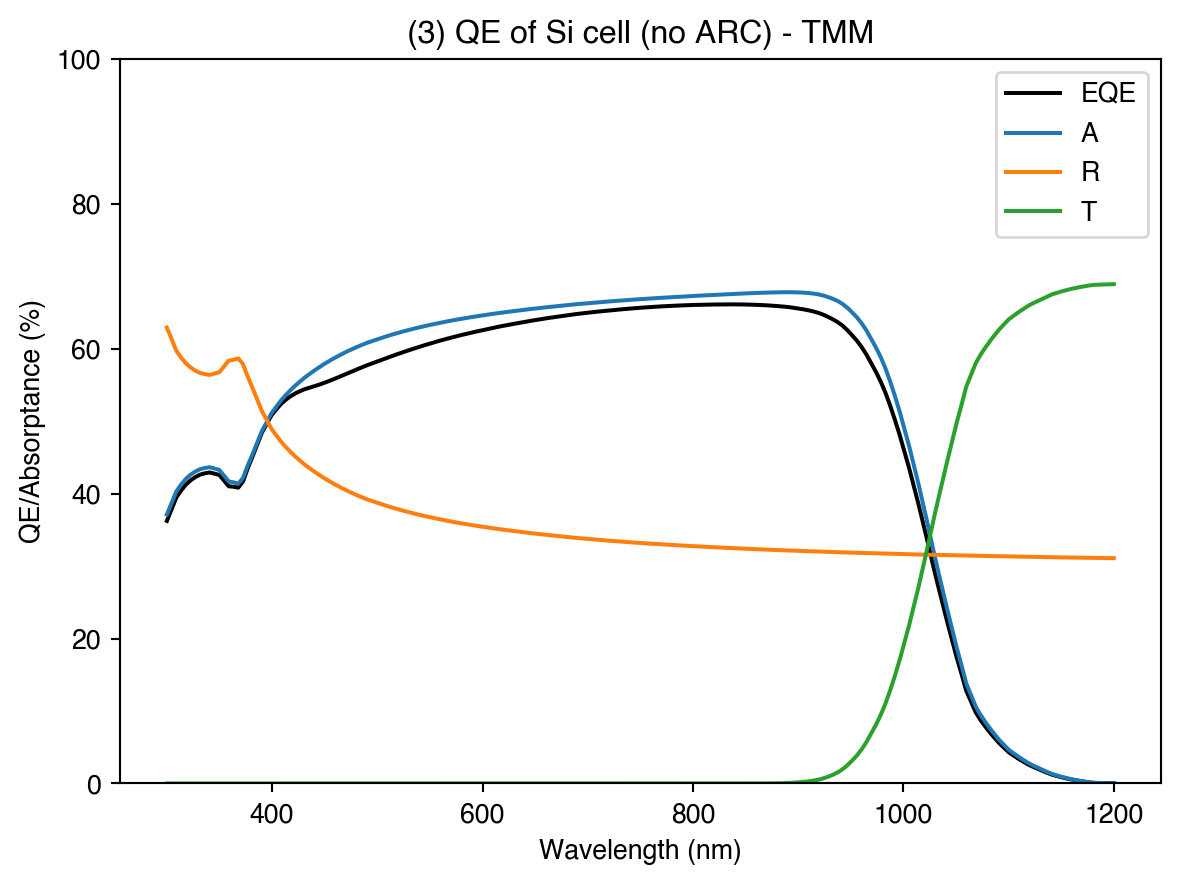 (3) QE of Si cell (no ARC) - TMM
100
80
60
40
20
0
QE/Absorptance (%)
EQE
A
R
T
400
600
800
1000
1200
Wavelength (nm)